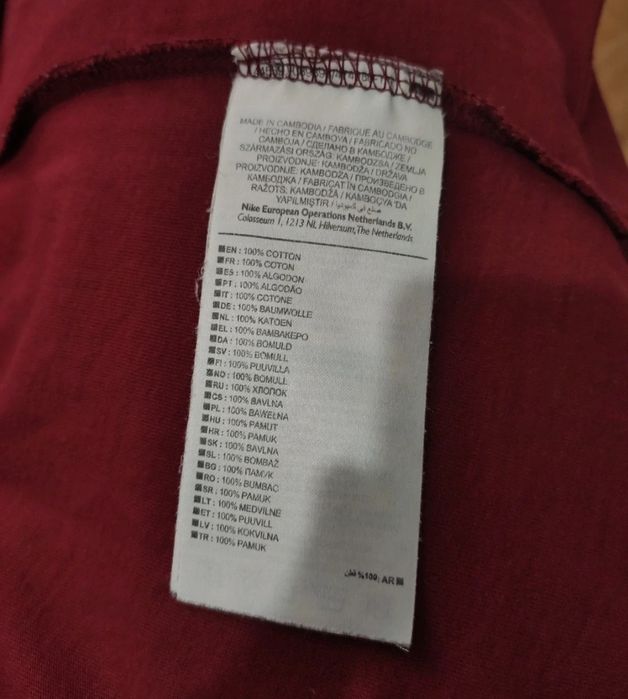 MADE IN CAMBODIA / FABRIQUÉ AU CAMBODGE
/ HECHO EN CAMBOYA / FABRICADO NO
CAMBOJA / СДЕЛАНО В КАМБОДЖЕ /
SZÁRMAZÁSI ORSZÁG: KAMBODZSA / ZEMLJA
PROIZVODNJE: KAMBODŽA / DRŽAVA
PROIZVODNJE: KAMBODŽA / ПРОИЗВЕДЕНО В
КАМБОДЖА / FABRICAT ÎN CAMBODGIA /
RAŽOTS: KAMBODŽĀ / KAMBOÇYA'DA
YAPILMIŞTIR / صنع في كمبوديا
Nike European Operations Netherlands B.V.
Colosseum 1, 1213 NL Hilversum, The Netherlands
EN : 100% COTTON
FR : 100% COTON
ES : 100% ALGODON
PT : 100% ALGODÃO
IT : 100% COTONE
DE : 100% BAUMWOLLE
NL : 100% KATOEN
EL : 100% ΒΑΜΒΑΚΕΡΟ
DA : 100% BOMULD
SV : 100% BOMULL
FI : 100% PUUVILLA
NO : 100% BOMULL
RU : 100% ХЛОПОК
CS : 100% BAVLNA
PL : 100% BAWEŁNA
HU : 100% PAMUT
HR : 100% PAMUK
SK : 100% BAVLNA
SL : 100% BOMBAŽ
BG : 100% ПАМУК
RO : 100% BUMBAC
SR : 100% PAMUK
LT : 100% MEDVILNE
ET : 100% PUUVILL
LV : 100% KOKVILNA
TR : 100% PAMUK
قطن %100 : AR